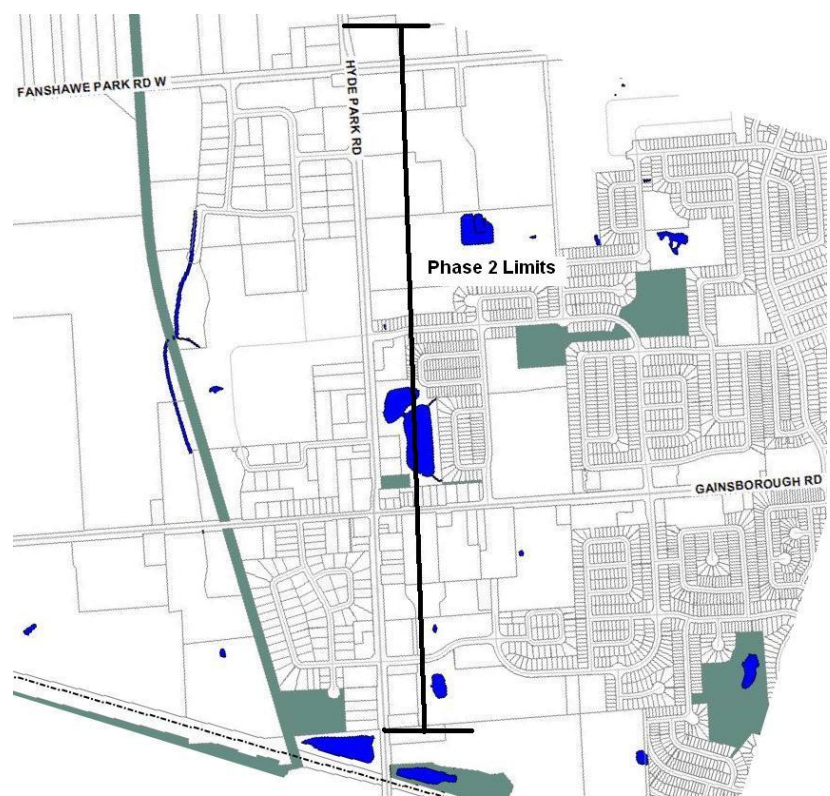 FANSHAWE PARK RD W
HYDE PARK RD
Phase 2 Limits
GAINSBOROUGH RD